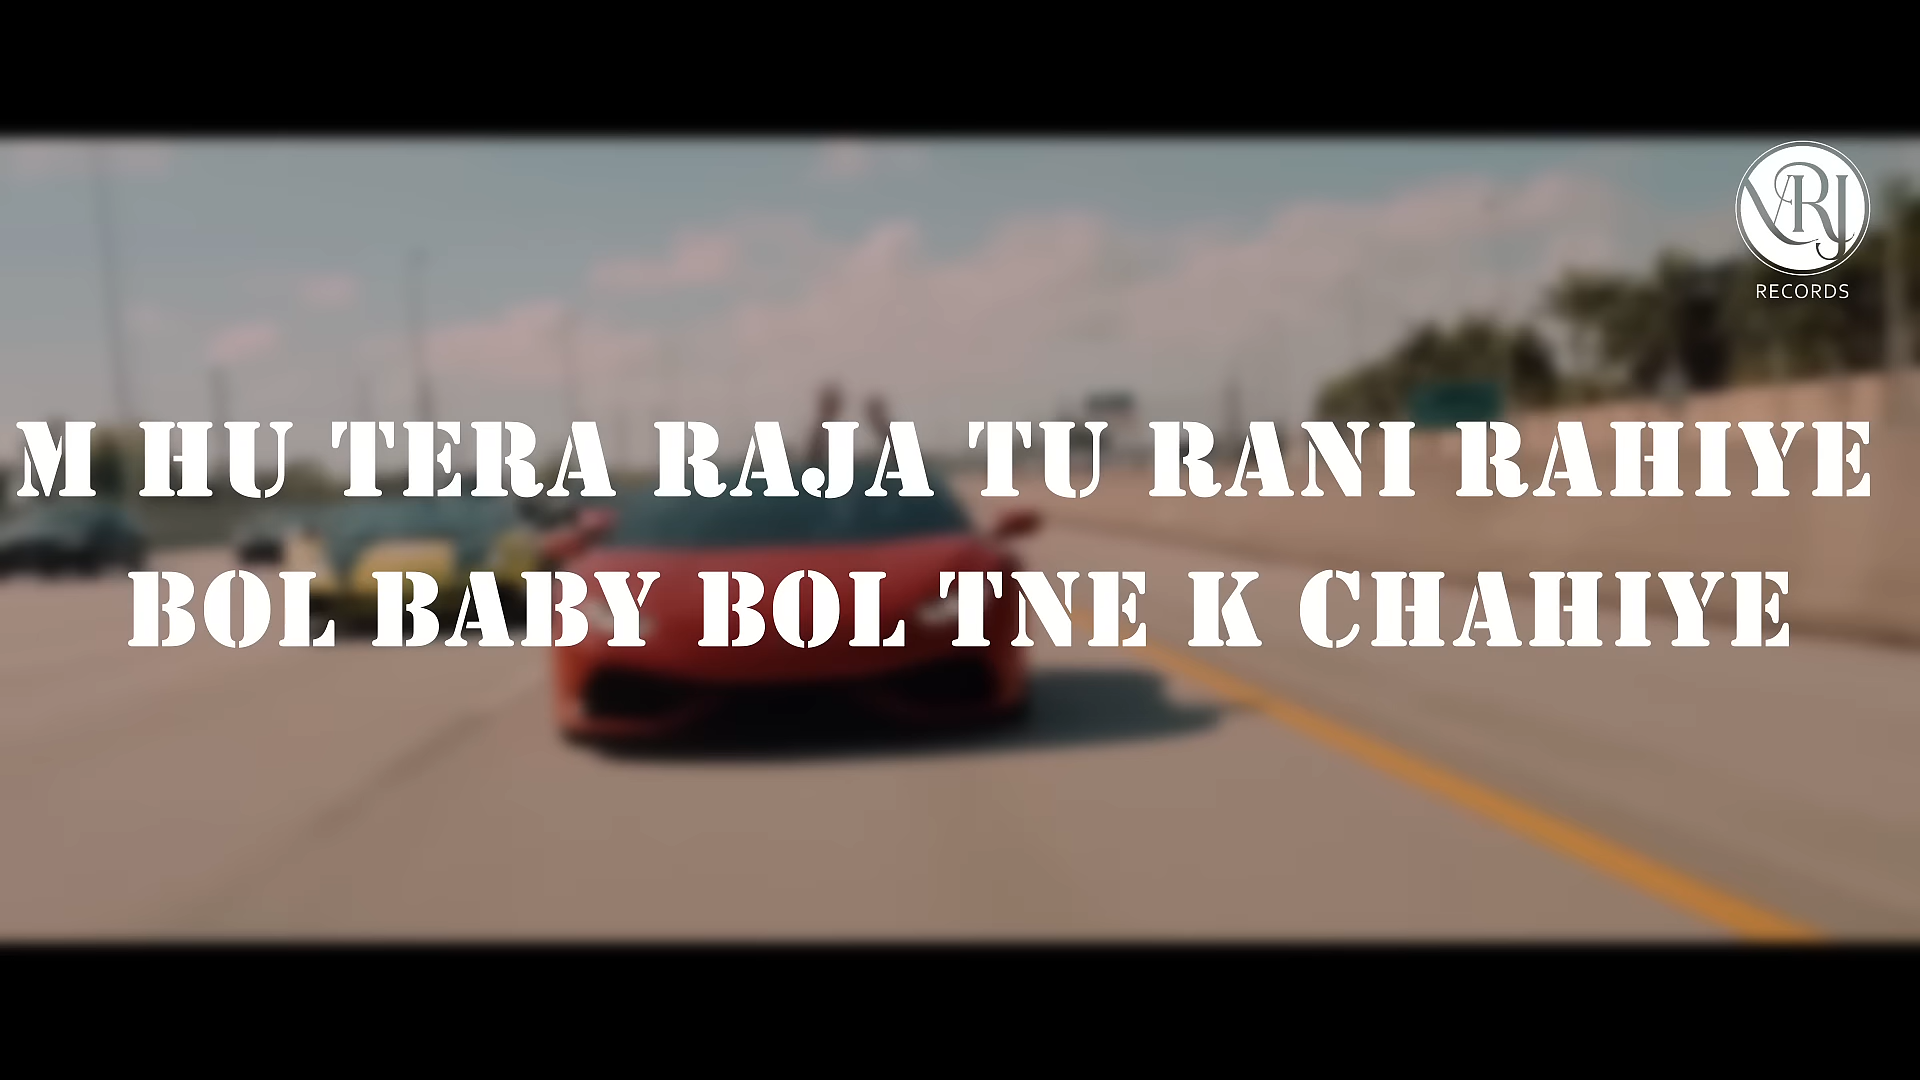 VRJ
RECORDS
M HU TERA RAJA TU RANI RAHIYE
BOL BABY BOL TNE K CHAHIYE